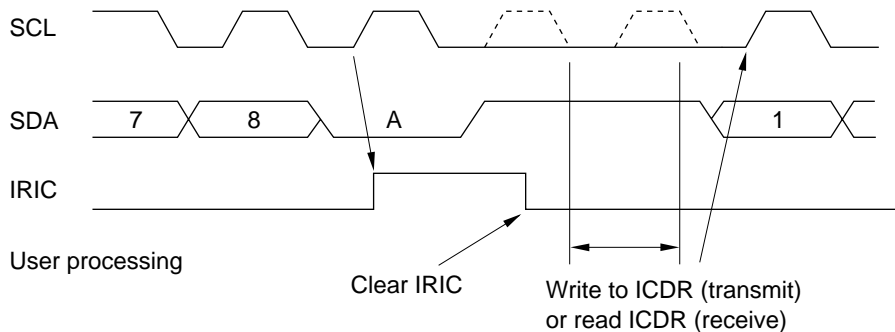 SCL
SDA
7
8
A
1
IRIC
User processing
Clear IRIC
Write to ICDR (transmit)
or read ICDR (receive)